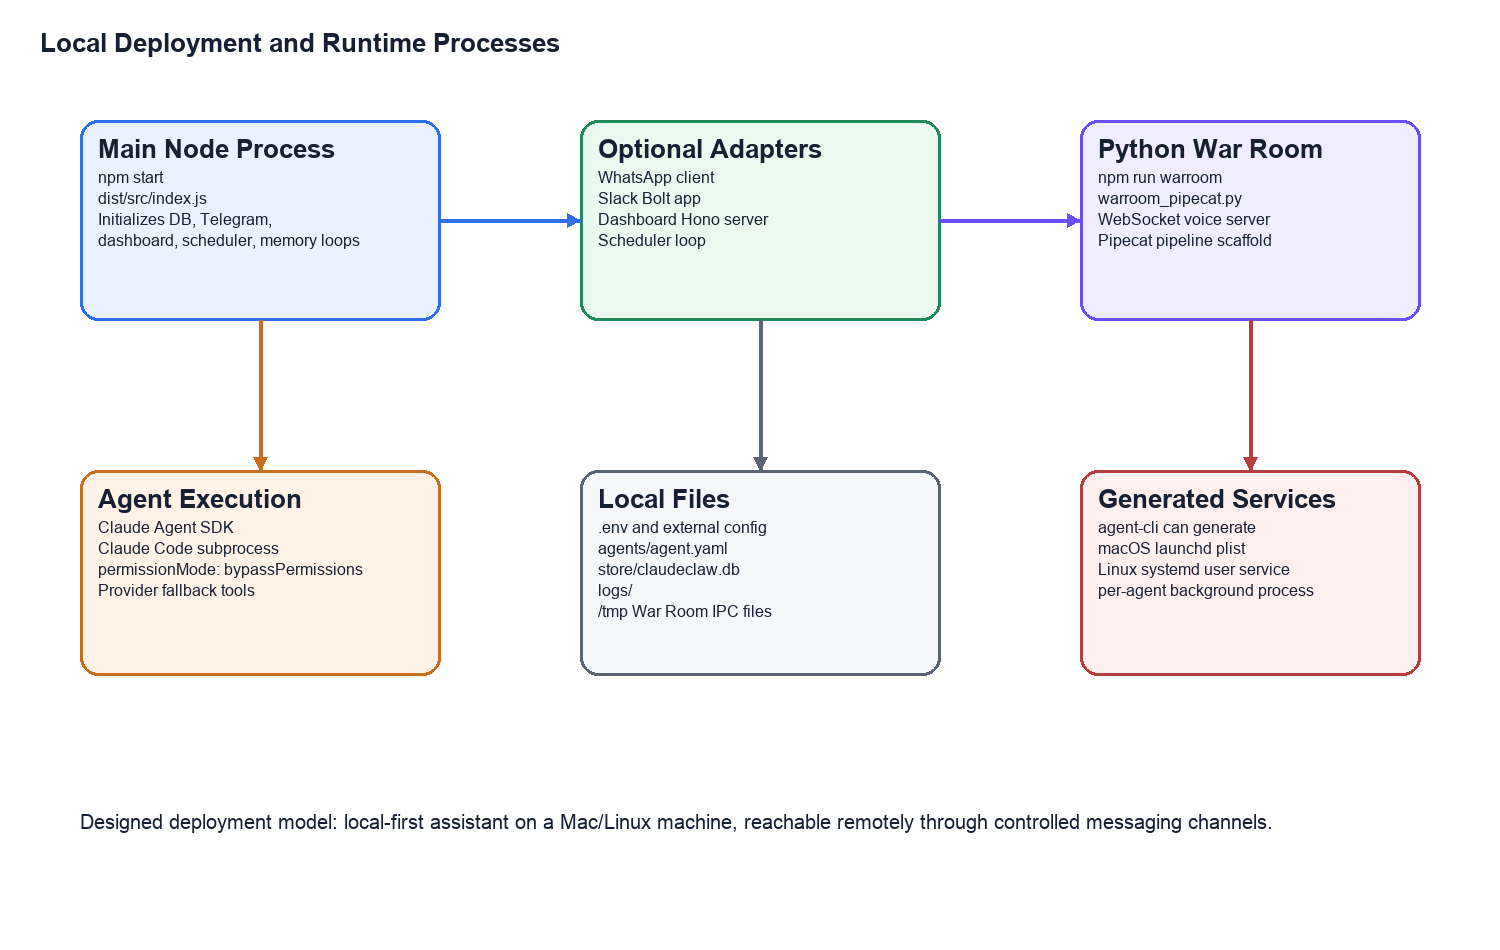 Local Deployment and Runtime Processes
Main Node Process
npm start
dist/src/index.js
Initializes DB, Telegram,
dashboard, scheduler, memory loops
Optional Adapters
WhatsApp client
Slack Bolt app
Dashboard Hono server
Scheduler loop
Python War Room
npm run warroom
warroom_pipecat.py
WebSocket voice server
Pipecat pipeline scaffold
Agent Execution
Claude Agent SDK
Claude Code subprocess
permissionMode: bypassPermissions
Provider fallback tools
Local Files
.env and external config
agents/agent.yaml
store/claudeclaw.db
logs/
/tmp War Room IPC files
Generated Services
agent-cli can generate
macOS launchd plist
Linux systemd user service
per-agent background process
Designed deployment model: local-first assistant on a Mac/Linux machine, reachable remotely through controlled messaging channels.